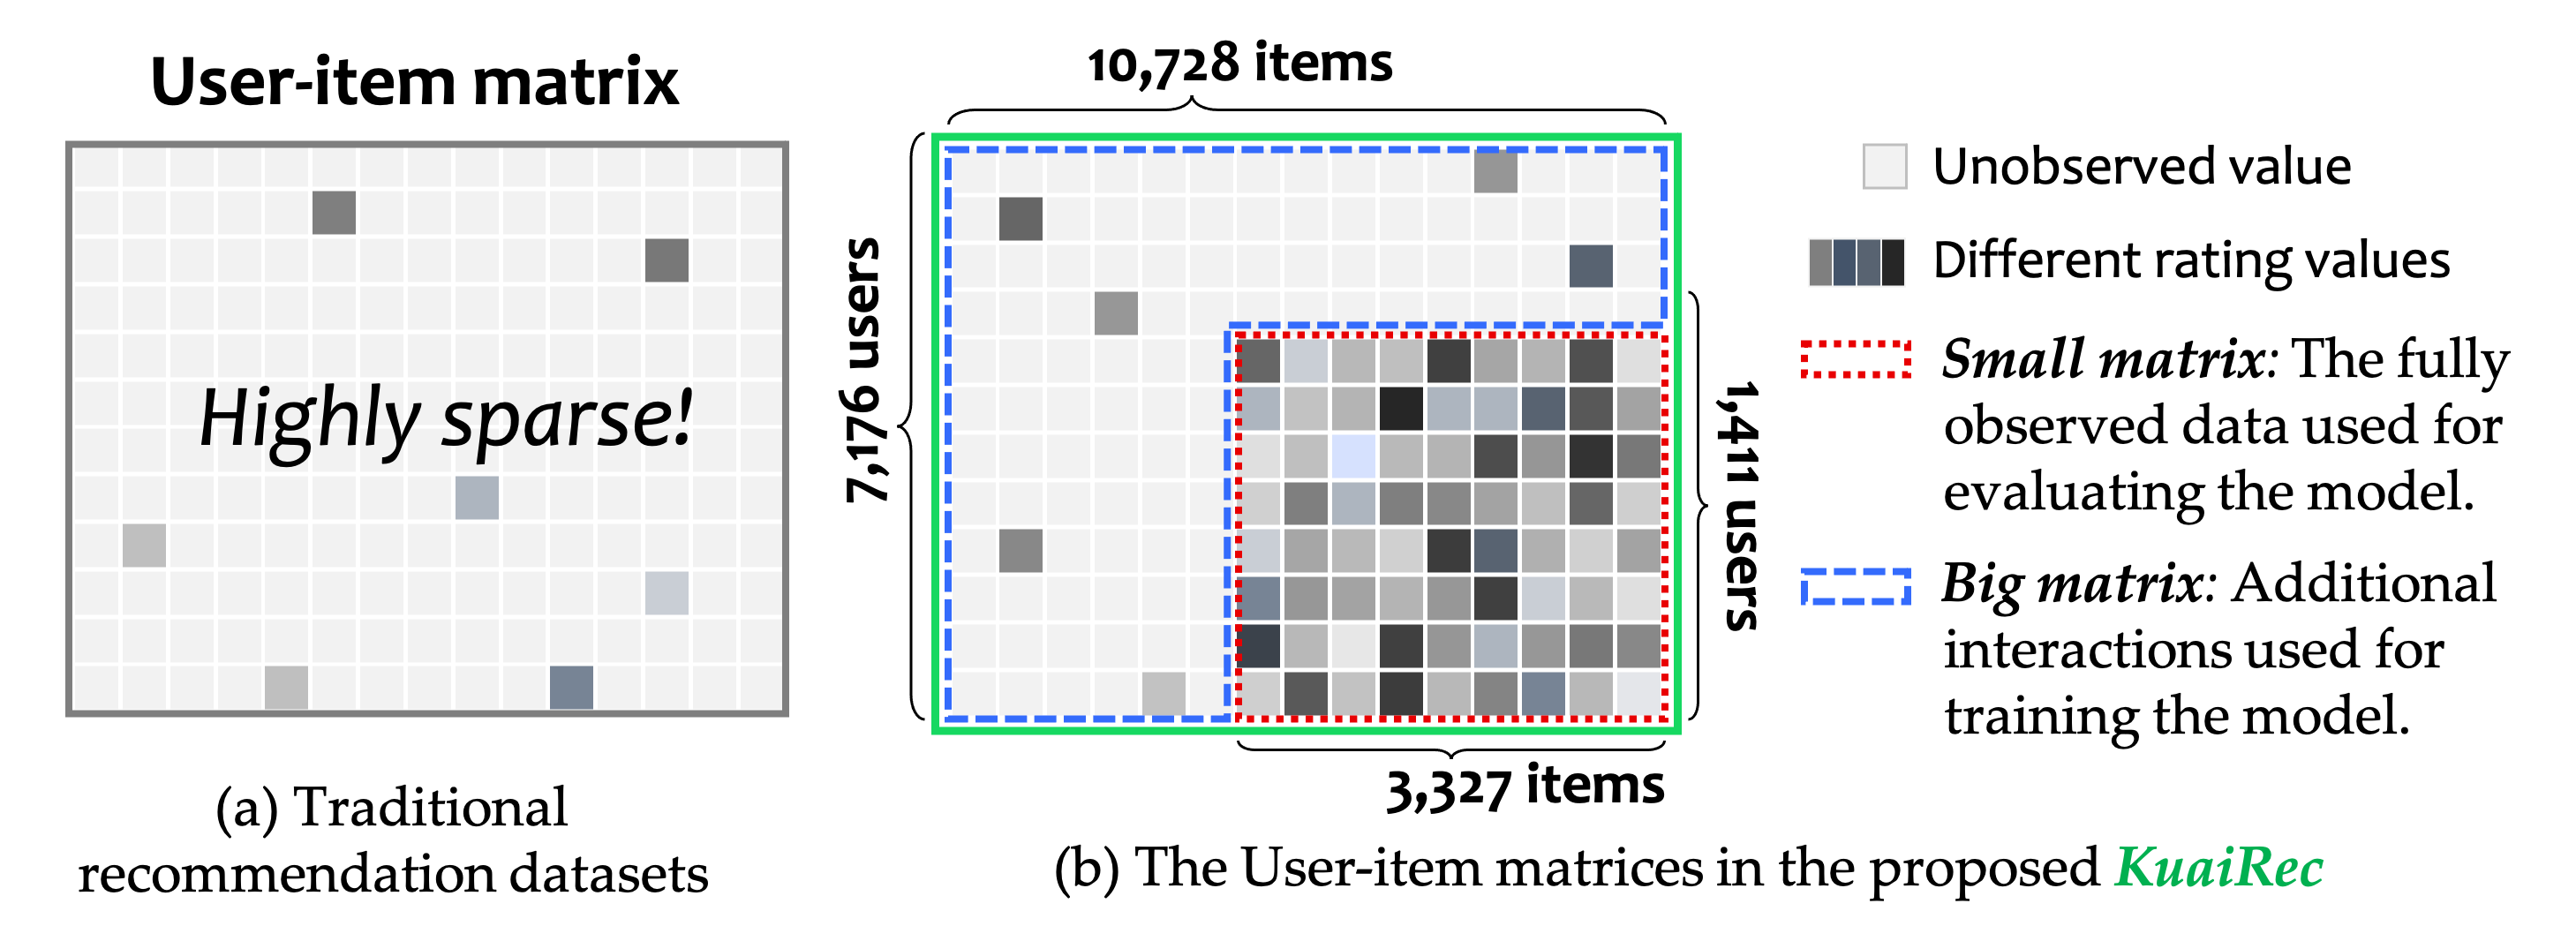 User-item matrix
Highly sparse!
(a) Traditional
recommendation datasets
10,728 items
7,176 users
1,411 users
3,327 items
(b) The User-item matrices in the proposed KuaiRec
Unobserved value
Different rating values
Small matrix: The fully
observed data used for
evaluating the model.
Big matrix: Additional
interactions used for
training the model.